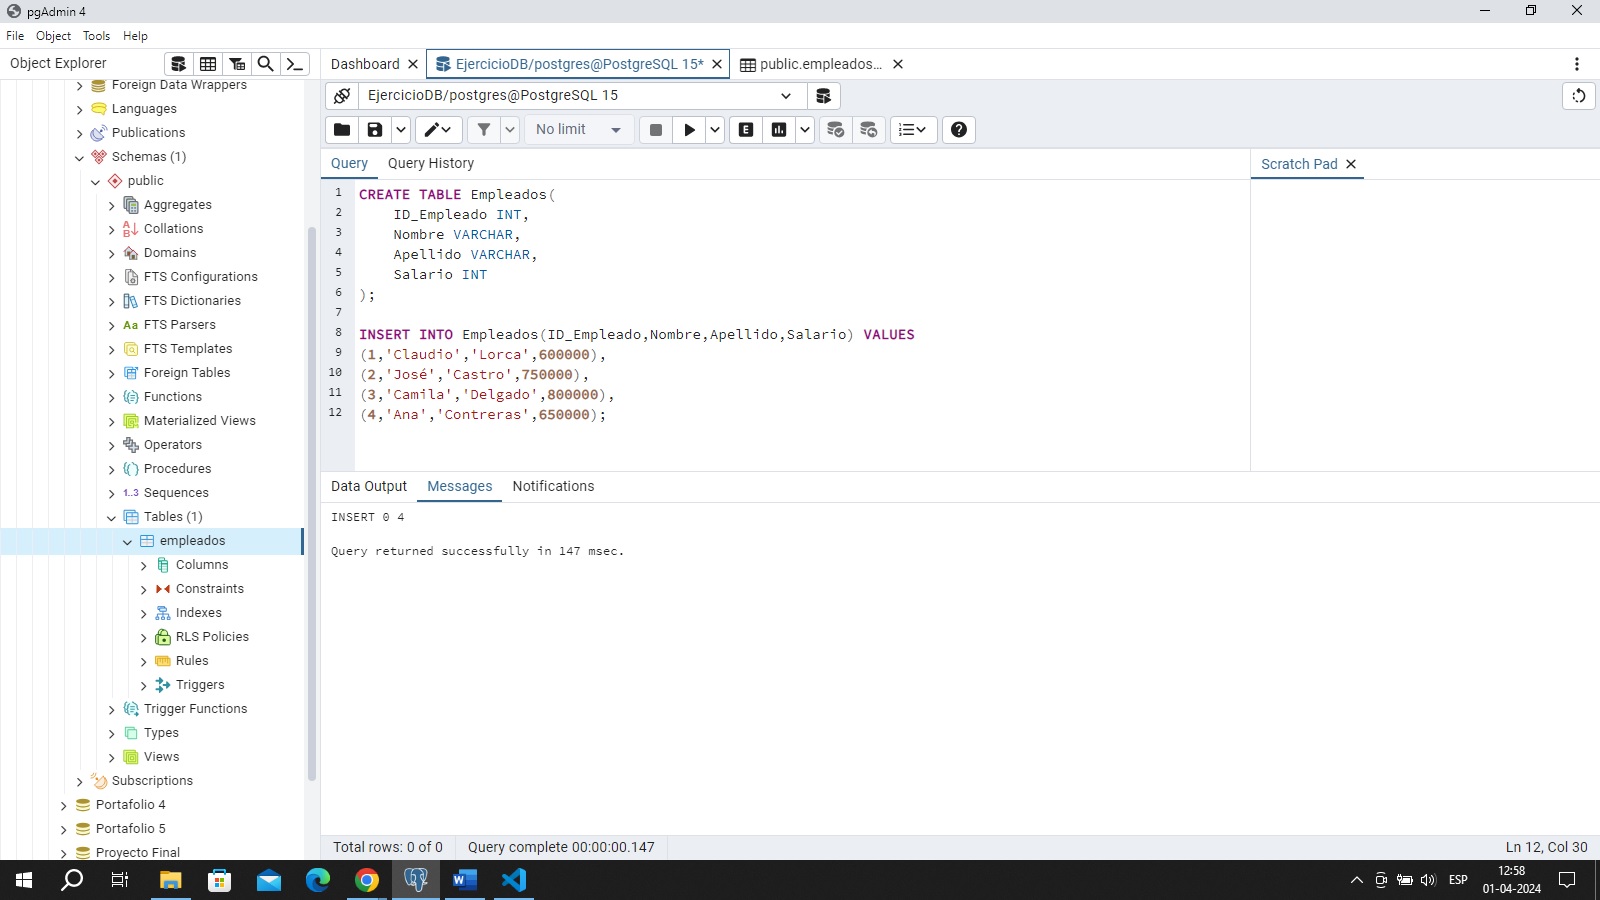 pgAdmin 4
File Object Tools Help
Object Explorer
Foreign Data Wrappers
Languages
Publications
Schemas (1)
public
Aggregates
Collations
Domains
FTS Configurations
FTS Dictionaries
Aa FTS Parsers
FTS Templates
Foreign Tables
Functions
Materialized Views
Operators
Procedures
1..3 Sequences
Tables (1)
empleados
Columns
Constraints
Indexes
RLS Policies
Rules
Triggers
Trigger Functions
Types
Views
Subscriptions
Portafolio 4
Portafolio 5
Proyecto Final
Dashboard
EjercicioDB/postgres@PostgreSQL 15*
public.empleados...
EjercicioDB/postgres@PostgreSQL 15
No limit
E
Query Query History
Scratch Pad
1 CREATE TABLE Empleados(
2 ID_Empleado INT,
3 Nombre VARCHAR,
4 Apellido VARCHAR,
5 Salario INT
6 );
7
8 INSERT INTO Empleados(ID_Empleado,Nombre,Apellido,Salario) VALUES
9 (1,'Claudio','Lorca',600000),
10 (2,'José','Castro',750000),
11 (3,'Camila','Delgado',800000),
12 (4,'Ana','Contreras',650000);
Data Output Messages Notifications
INSERT 0 4
Query returned successfully in 147 msec.
Total rows: 0 of 0 Query complete 00:00:00.147 Ln 12, Col 30
ESP
12:58
01-04-2024